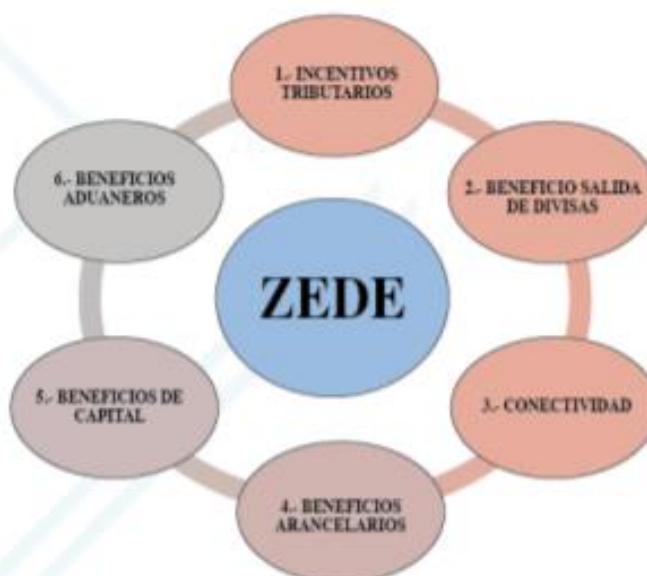 1.- INCENTIVOS
TRIBUTARIOS
2.- BENEFICIO SALIDA
DE DIVISAS
3.- CONECTIVIDAD
4.- BENEFICIOS
ARANCELARIOS
5.- BENEFICIOS DE
CAPITAL
6.- BENEFICIOS
ADUANEROS
ZEDE